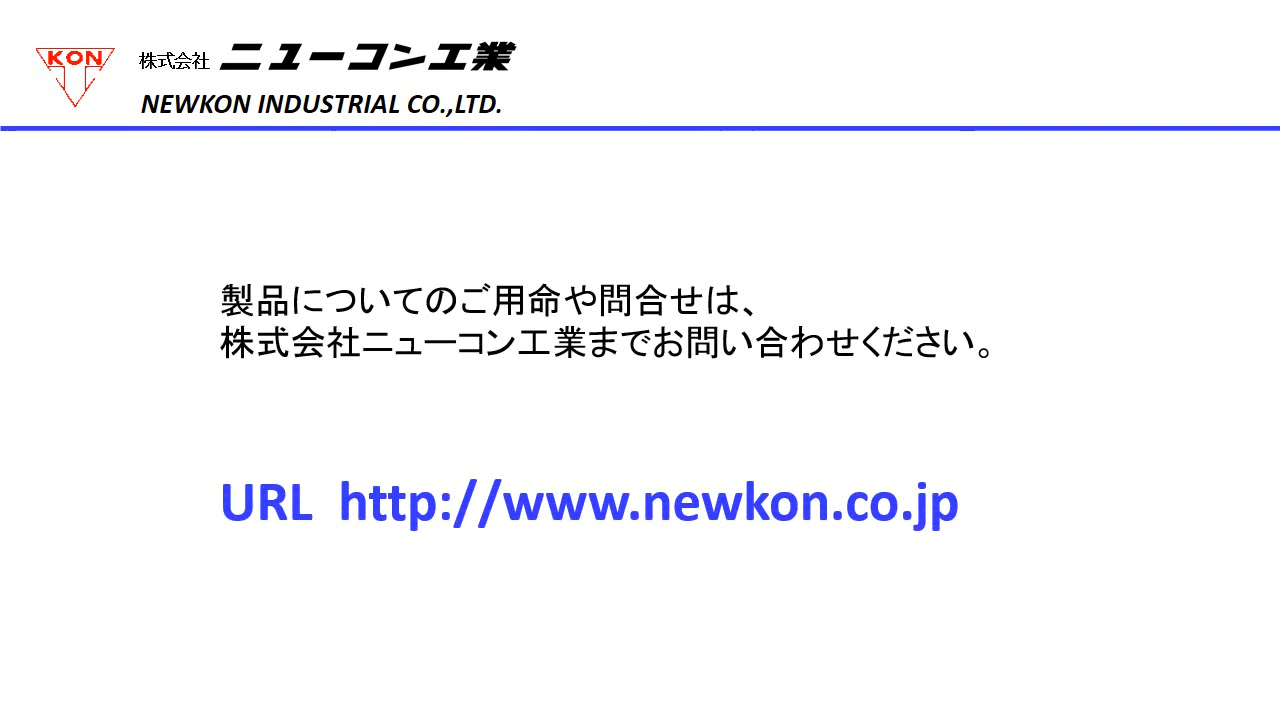 KON
株式会社 ニューコン工業
NEWKON INDUSTRIAL CO.,LTD.
製品についてのご用命や問合せは、
株式会社ニューコン工業までお問い合わせください。
URL http://www.newkon.co.jp